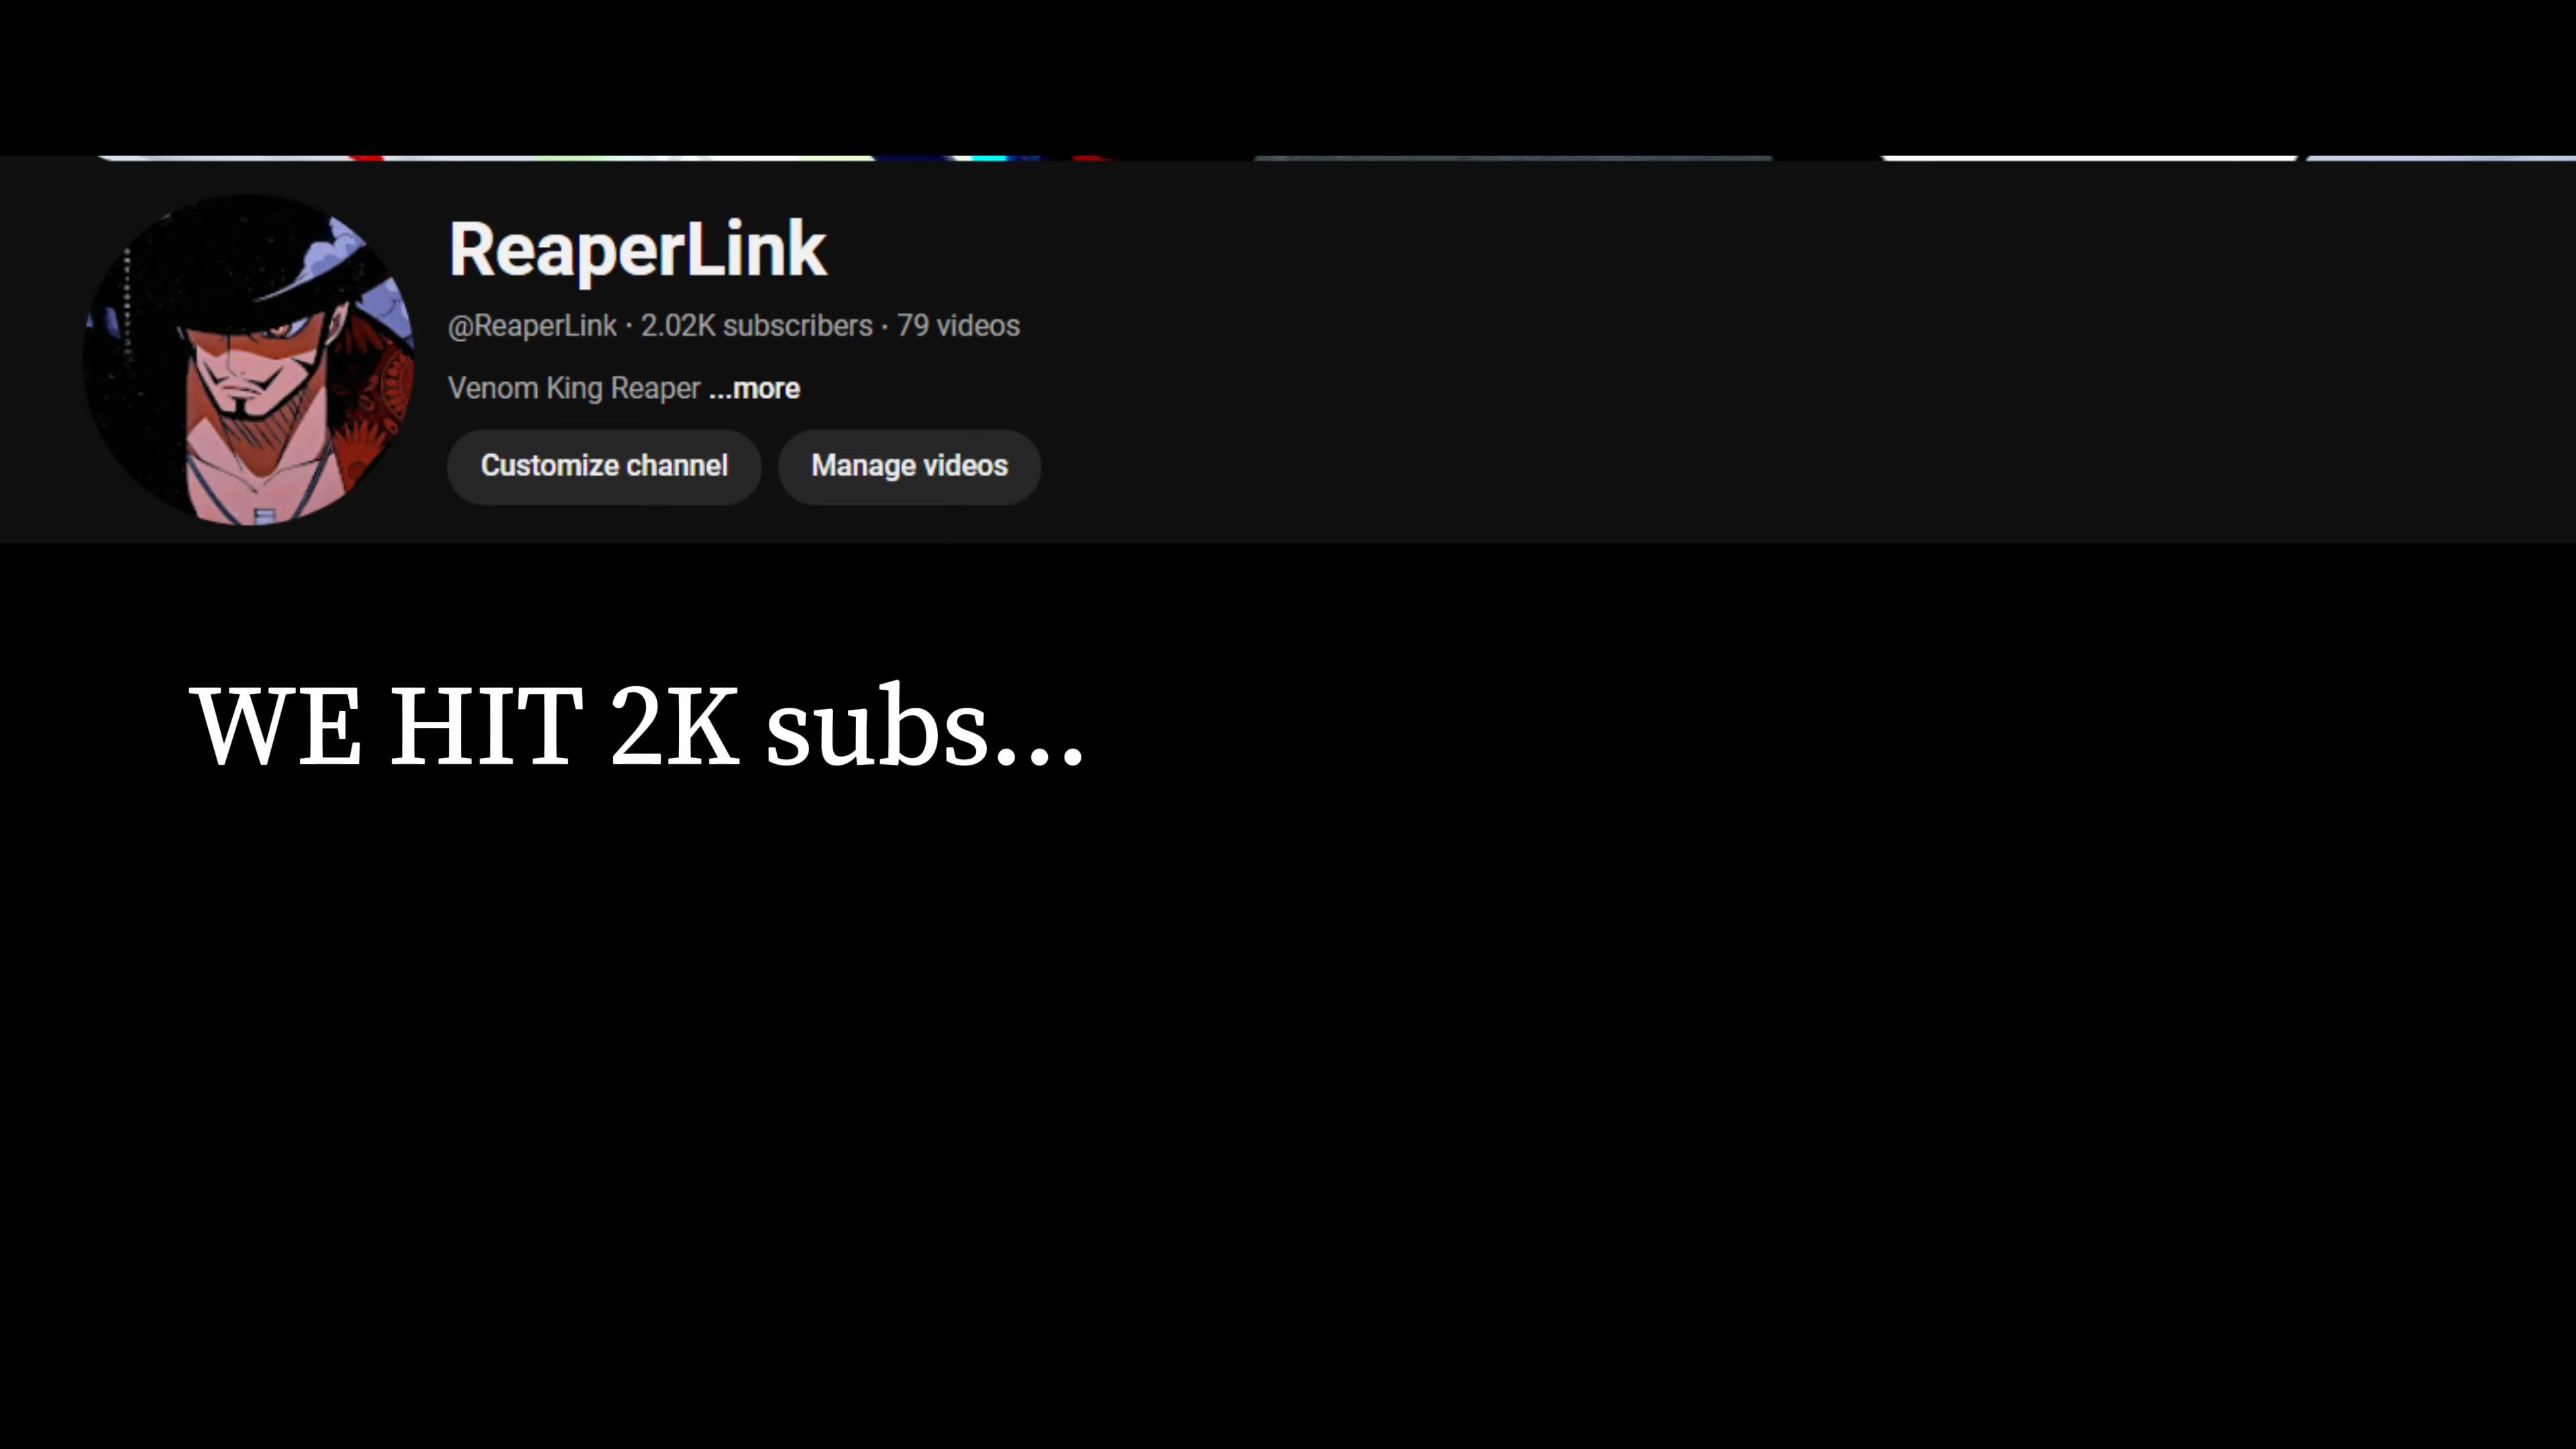 ReaperLink
@ReaperLink · 2.02K subscribers · 79 videos
Venom King Reaper ...more
Customize channel Manage videos
WE HIT 2K subs...